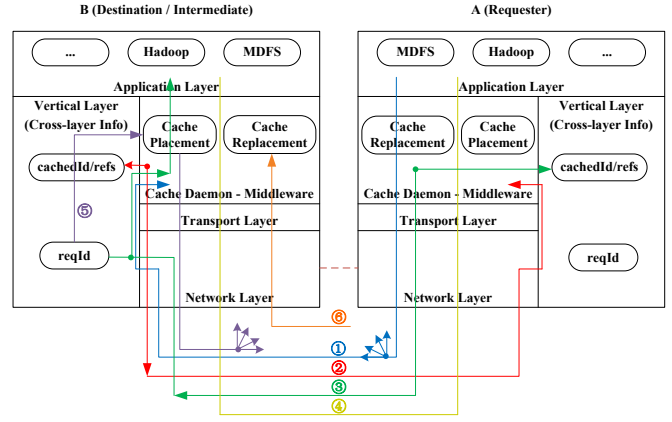 B (Destination / Intermediate)
A (Requester)
...
Hadoop
MDFS
MDFS
Hadoop
...
Application Layer
Application Layer
Vertical Layer
(Cross-layer Info)
Cache
Placement
Cache
Replacement
Cache
Replacement
Cache
Placement
Vertical Layer
(Cross-layer Info)
cachedId/refs
cachedId/refs
Cache Daemon - Middleware
Cache Daemon - Middleware
⑤
Transport Layer
Transport Layer
reqId
reqId
Network Layer
Network Layer
⑥
①
②
③
④